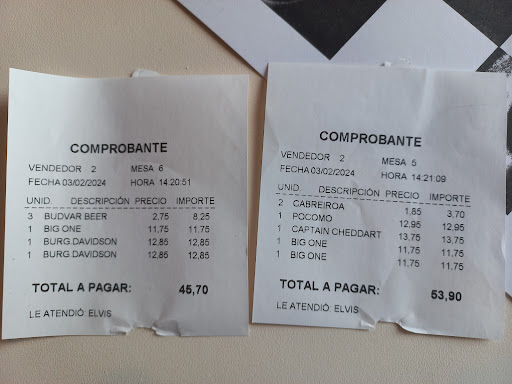 COMPROBANTE
VENDEDOR 2 MESA 6
FECHA 03/02/2024 HORA 14:20:51
UNID. DESCRIPCIÓN PRECIO IMPORTE
3 BUDVAR BEER 2,75 8,25
1 BIG ONE 11,75 11,75
1 BURG.DAVIDSON 12,85 12,85
1 BURG.DAVIDSON 12,85 12,85
TOTAL A PAGAR: 45,70
LE ATENDIÓ: ELVIS
COMPROBANTE
VENDEDOR 2 MESA 5
FECHA 03/02/2024 HORA 14:21:09
UNID. DESCRIPCIÓN PRECIO IMPORTE
2 CABREIROA 1,85 3,70
1 POCOMO 12,95 12,95
1 CAPTAIN CHEDDART 13,75 13,75
1 BIG ONE 11,75 11,75
1 BIG ONE 11,75 11,75
TOTAL A PAGAR: 53,90
LE ATENDIÓ: ELVIS